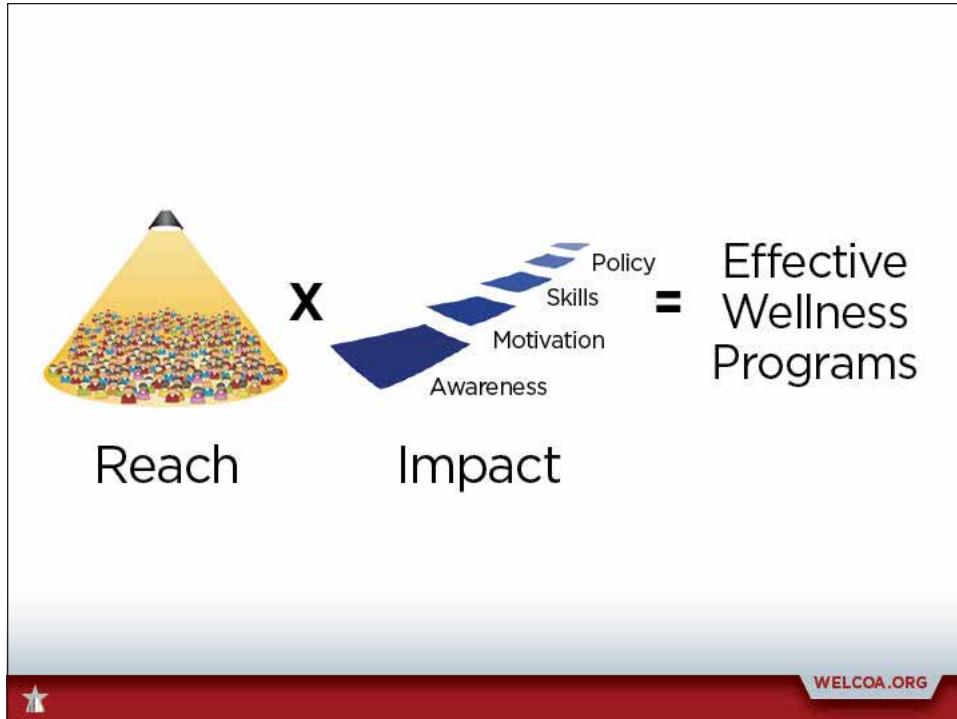 X
Policy
Skills
Motivation
Awareness
=
Effective
Wellness
Programs
Reach
Impact
WELCOA.ORG